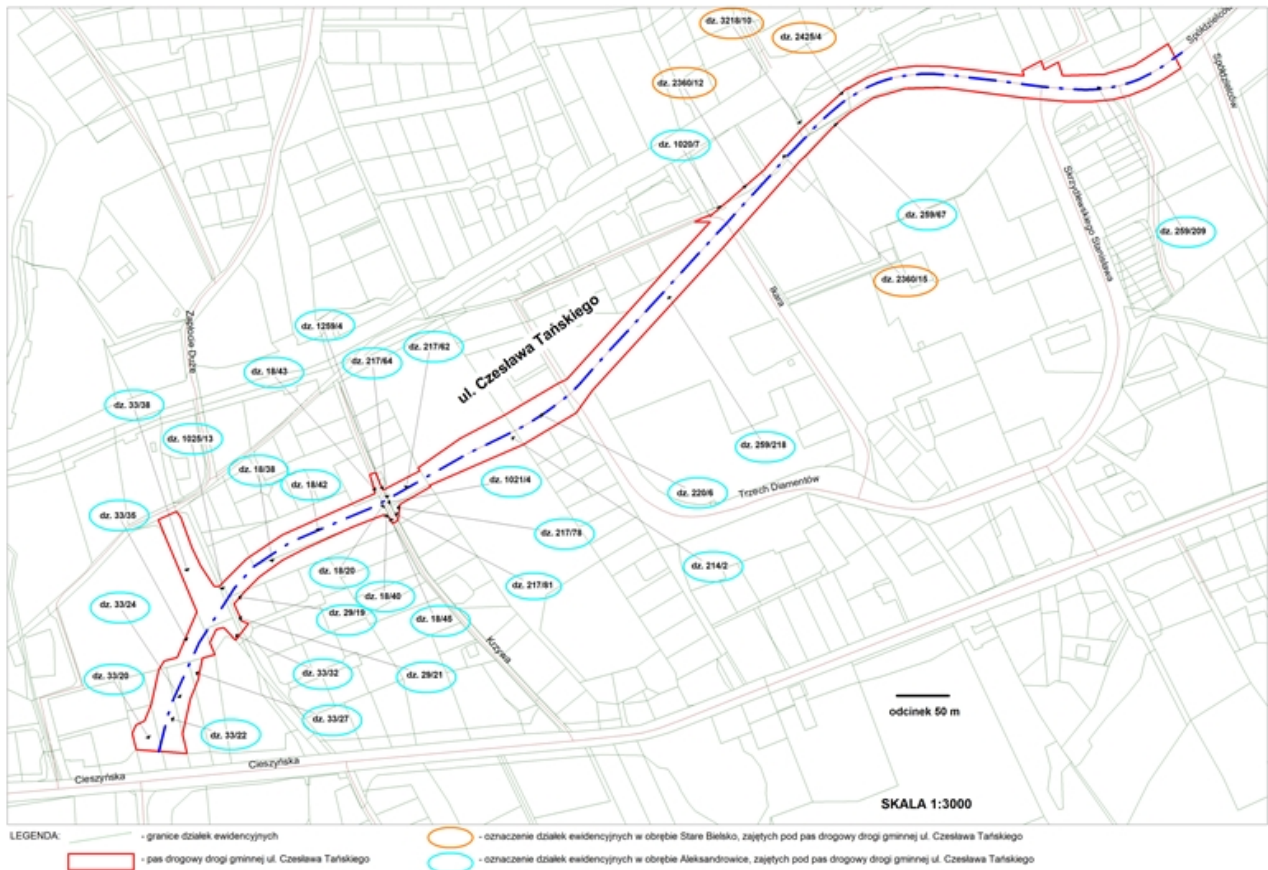 dz. 3218/10
dz. 2425/4
Spółdzielców
Spółdzielców
dz. 2360/12
dz. 1020/7
Skrzydlewskiego Stanisława
dz. 259/67
dz. 259/209
dz. 2360/15
Ikara
ul. Czesława Tańskiego
Zapłocie Duże
dz. 1259/4
dz. 217/62
dz. 217/64
dz. 18/43
dz. 33/38
dz. 1025/13
dz. 259/218
dz. 18/38
dz. 18/42
dz. 1021/4
dz. 220/6
Trzech Diamentów
dz. 33/35
dz. 217/78
dz. 214/2
dz. 18/20
dz. 217/81
dz. 18/40
dz. 33/24
dz. 29/19
dz. 18/45
Krzywa
dz. 33/20
dz. 33/32
dz. 29/21
odcinek 50 m
dz. 33/27
dz. 33/22
Cieszyńska
Cieszyńska
SKALA 1:3000
LEGENDA:
- granice działek ewidencyjnych
- oznaczenie działek ewidencyjnych w obrębie Stare Bielsko, zajętych pod pas drogowy drogi gminnej ul. Czesława Tańskiego
- pas drogowy drogi gminnej ul. Czesława Tańskiego
- oznaczenie działek ewidencyjnych w obrębie Aleksandrowice, zajętych pod pas drogowy drogi gminnej ul. Czesława Tańskiego